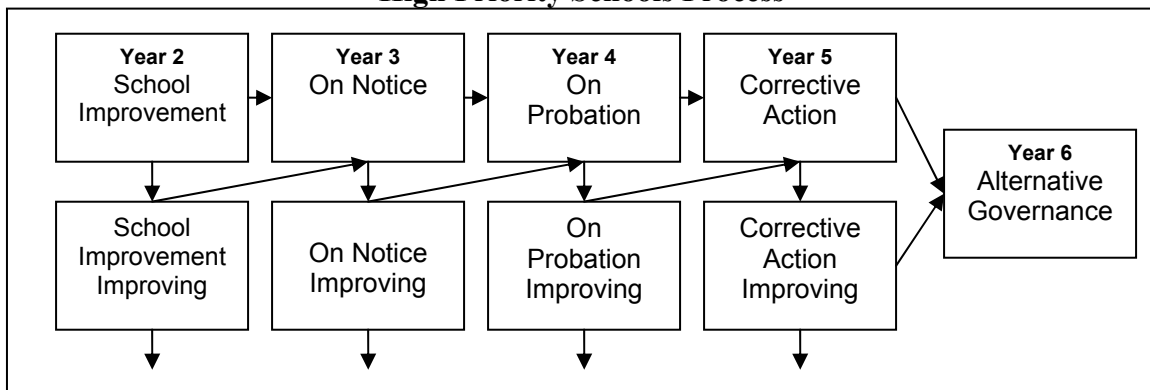 High Priority Schools Process
Year 2
School
Improvement
Year 3
On Notice
Year 4
On
Probation
Year 5
Corrective
Action
Year 6
Alternative
Governance
School
Improvement
Improving
On Notice
Improving
On
Probation
Improving
Corrective
Action
Improving